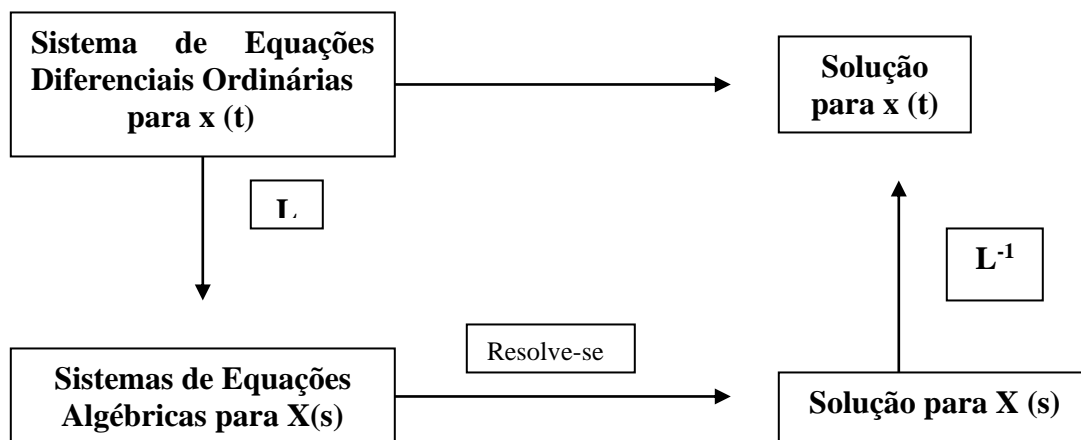 Sistema de Equações
Diferenciais Ordinárias
para x (t)
Solução
para x (t)
L
L-1
Resolve-se
Sistemas de Equações
Algébricas para X(s)
Solução para X (s)